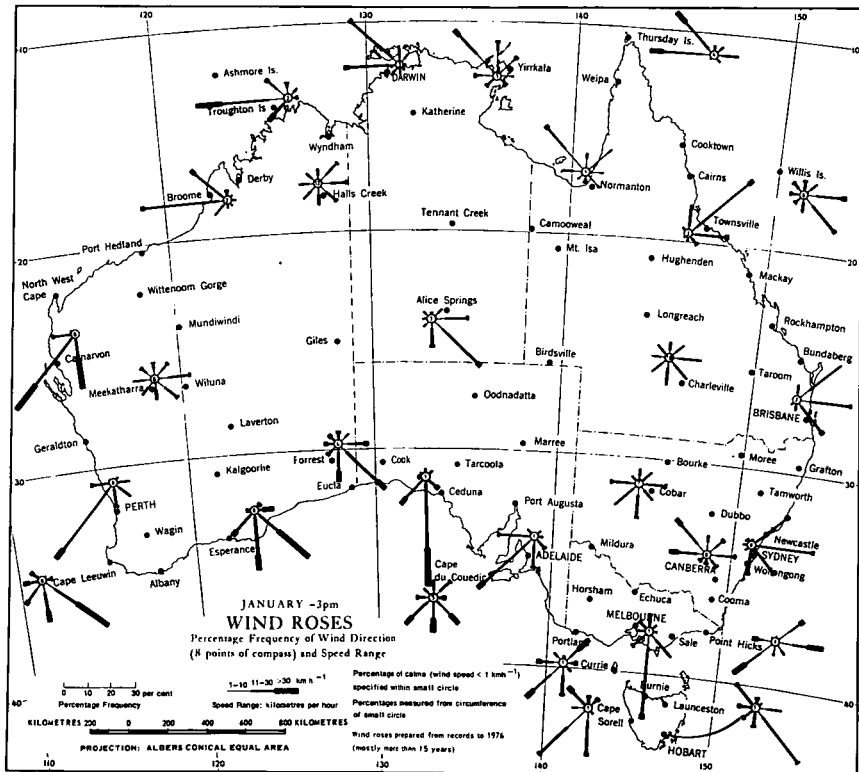 110
120
130
140
150
Thursday Is.
10
Ashmore Is.
DARWIN
Yirrkala
Weipa
Troughton Is
Katherine
Wyndham
Cooktown
Derby
Broome
Halls Creek
Normanton
Cairns
Willis Is.
Tennant Creek
Camooweal
Townsville
Port Hedland
Mt. Isa
Hughenden
20
20
North West
Cape
Wittenoom Gorge
Mackay
Mundiwindi
Alice Springs
Longreach
Rockhampton
Carnarvon
Giles
Birdsville
Bundaberg
Meekatharra
Wiluna
Charleville
Taroom
Oodnadatta
BRISBANE
Laverton
Geraldton
Marree
Forrest
Cook
Tarcoola
Bourke
Moree
Grafton
Kalgoorlie
30
Eucla
Ceduna
30
PERTH
Port Augusta
Cobar
Tamworth
Dubbo
Wagin
Newcastle
Esperance
ADELAIDE
Mildura
SYDNEY
Cape Leeuwin
Albany
Cape
du Couedic
CANBERRA
Wollongong
Horsham
Echuca
Cooma
JANUARY –3pm
WIND ROSES
Percentage Frequency of Wind Direction
(8 points of compass) and Speed Range
MELBOURNE
Portland
Sale
Point Hicks
Currie
0 10 20 30 per cent
Percentage Frequency
1–10 11–30 >30 km h⁻¹
Speed Range: kilometres per hour
Percentage of calms (wind speed < 1 kmh⁻¹)
specified within small circle
Percentages measured from circumference
of small circle
Wind roses prepared from records to 1976
(mostly more than 15 years)
Burnie
Launceston
Cape
Sorell
HOBART
40
40
KILOMETRES 200 0 200 400 600 800 KILOMETRES
PROJECTION: ALBERS CONICAL EQUAL AREA
110
120
140
150